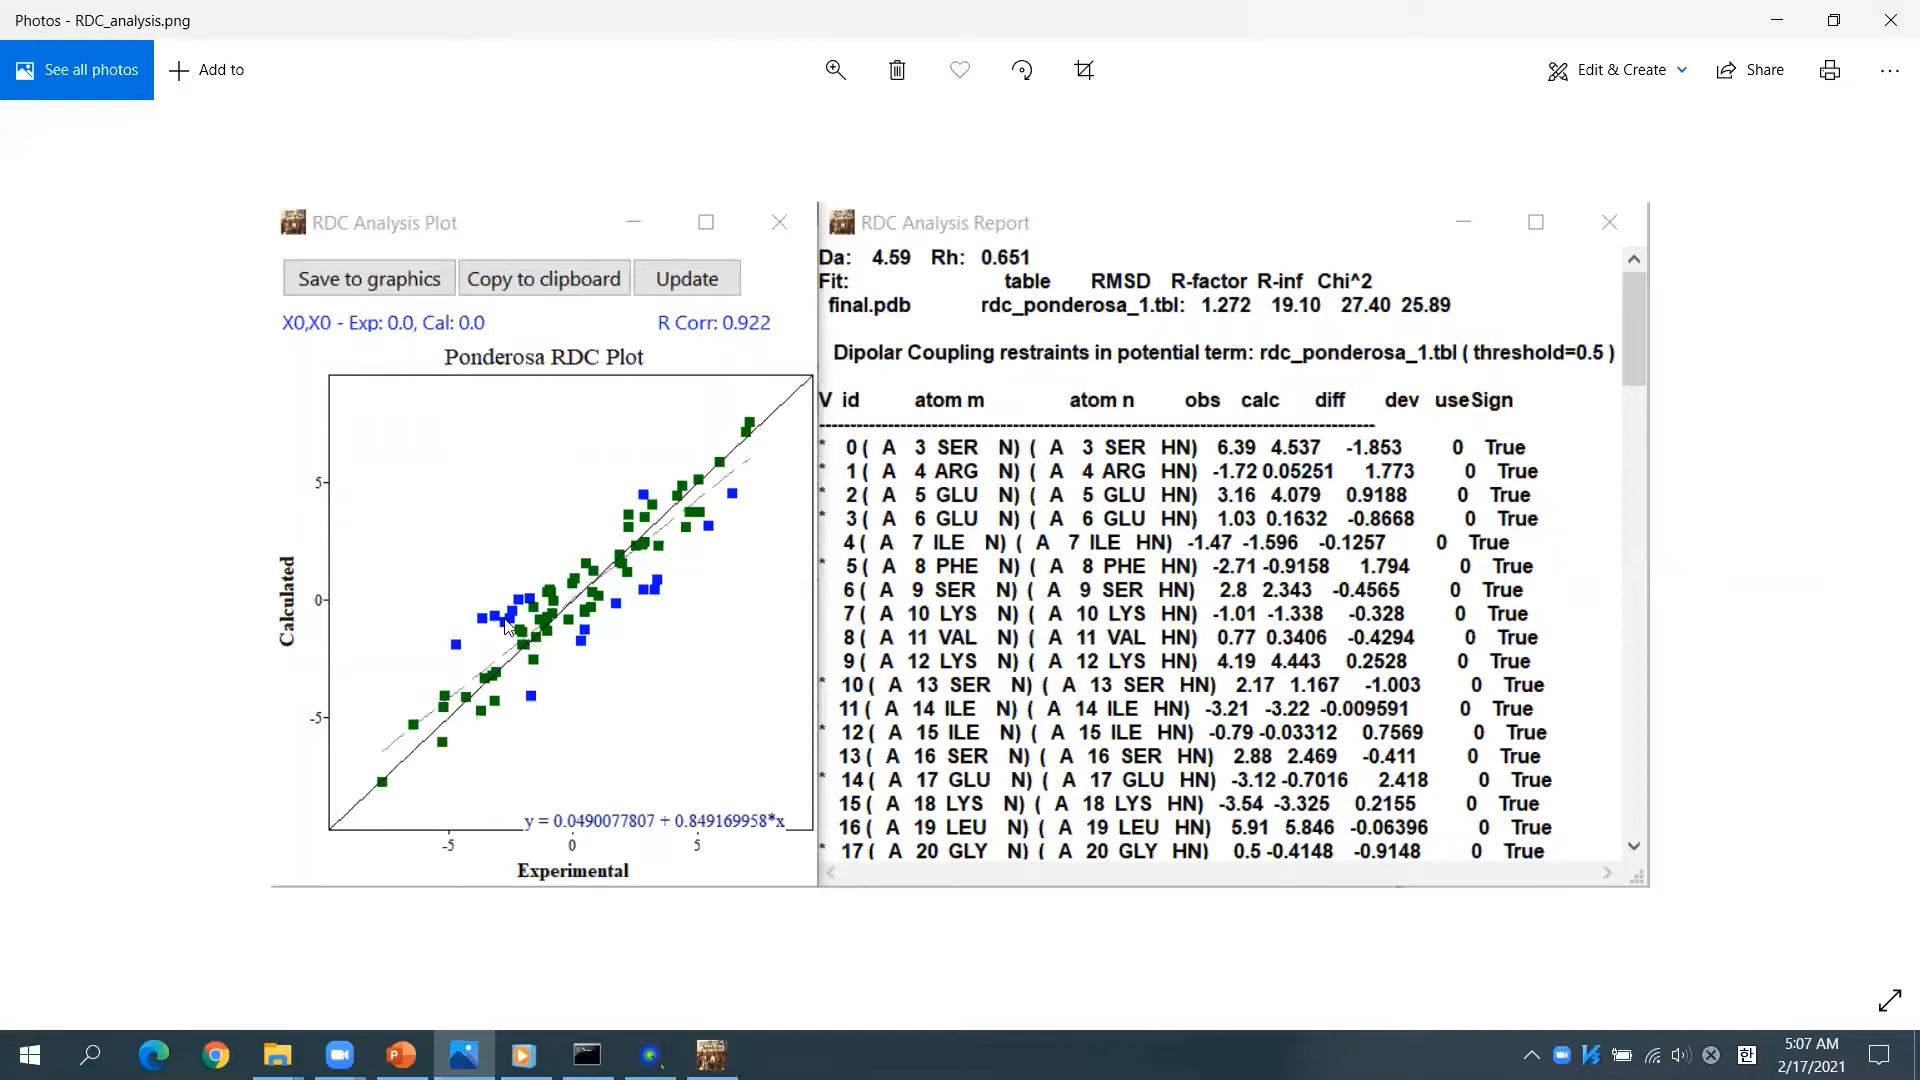 Photos - RDC_analysis.png
See all photos
Add to
Edit & Create
Share
RDC Analysis Plot
Save to graphics
Copy to clipboard
Update
X0,X0 - Exp: 0.0, Cal: 0.0
R Corr: 0.922
Ponderosa RDC Plot
5
0
-5
Calculated
y = 0.0490077807 + 0.849169958*x
-5 0 5
Experimental
RDC Analysis Report
Da: 4.59 Rh: 0.651
Fit: table RMSD R-factor R-inf Chi^2
final.pdb rdc_ponderosa_1.tbl: 1.272 19.10 27.40 25.89
Dipolar Coupling restraints in potential term: rdc_ponderosa_1.tbl ( threshold=0.5 )
V id atom m atom n obs calc diff dev useSign
* 0 ( A 3 SER N) ( A 3 SER HN) 6.39 4.537 -1.853 0 True
* 1 ( A 4 ARG N) ( A 4 ARG HN) -1.72 0.05251 1.773 0 True
* 2 ( A 5 GLU N) ( A 5 GLU HN) 3.16 4.079 0.9188 0 True
* 3 ( A 6 GLU N) ( A 6 GLU HN) 1.03 0.1632 -0.8668 0 True
4 ( A 7 ILE N) ( A 7 ILE HN) -1.47 -1.596 -0.1257 0 True
* 5 ( A 8 PHE N) ( A 8 PHE HN) -2.71 -0.9158 1.794 0 True
6 ( A 9 SER N) ( A 9 SER HN) 2.8 2.343 -0.4565 0 True
7 ( A 10 LYS N) ( A 10 LYS HN) -1.01 -1.338 -0.328 0 True
8 ( A 11 VAL N) ( A 11 VAL HN) 0.77 0.3406 -0.4294 0 True
9 ( A 12 LYS N) ( A 12 LYS HN) 4.19 4.443 0.2528 0 True
* 10 ( A 13 SER N) ( A 13 SER HN) 2.17 1.167 -1.003 0 True
11 ( A 14 ILE N) ( A 14 ILE HN) -3.21 -3.22 -0.009591 0 True
* 12 ( A 15 ILE N) ( A 15 ILE HN) -0.79 -0.03312 0.7569 0 True
13 ( A 16 SER N) ( A 16 SER HN) 2.88 2.469 -0.411 0 True
* 14 ( A 17 GLU N) ( A 17 GLU HN) -3.12 -0.7016 2.418 0 True
15 ( A 18 LYS N) ( A 18 LYS HN) -3.54 -3.325 0.2155 0 True
16 ( A 19 LEU N) ( A 19 LEU HN) 5.91 5.846 -0.06396 0 True
* 17 ( A 20 GLY N) ( A 20 GLY HN) 0.5 -0.4148 -0.9148 0 True
한
5:07 AM
2/17/2021